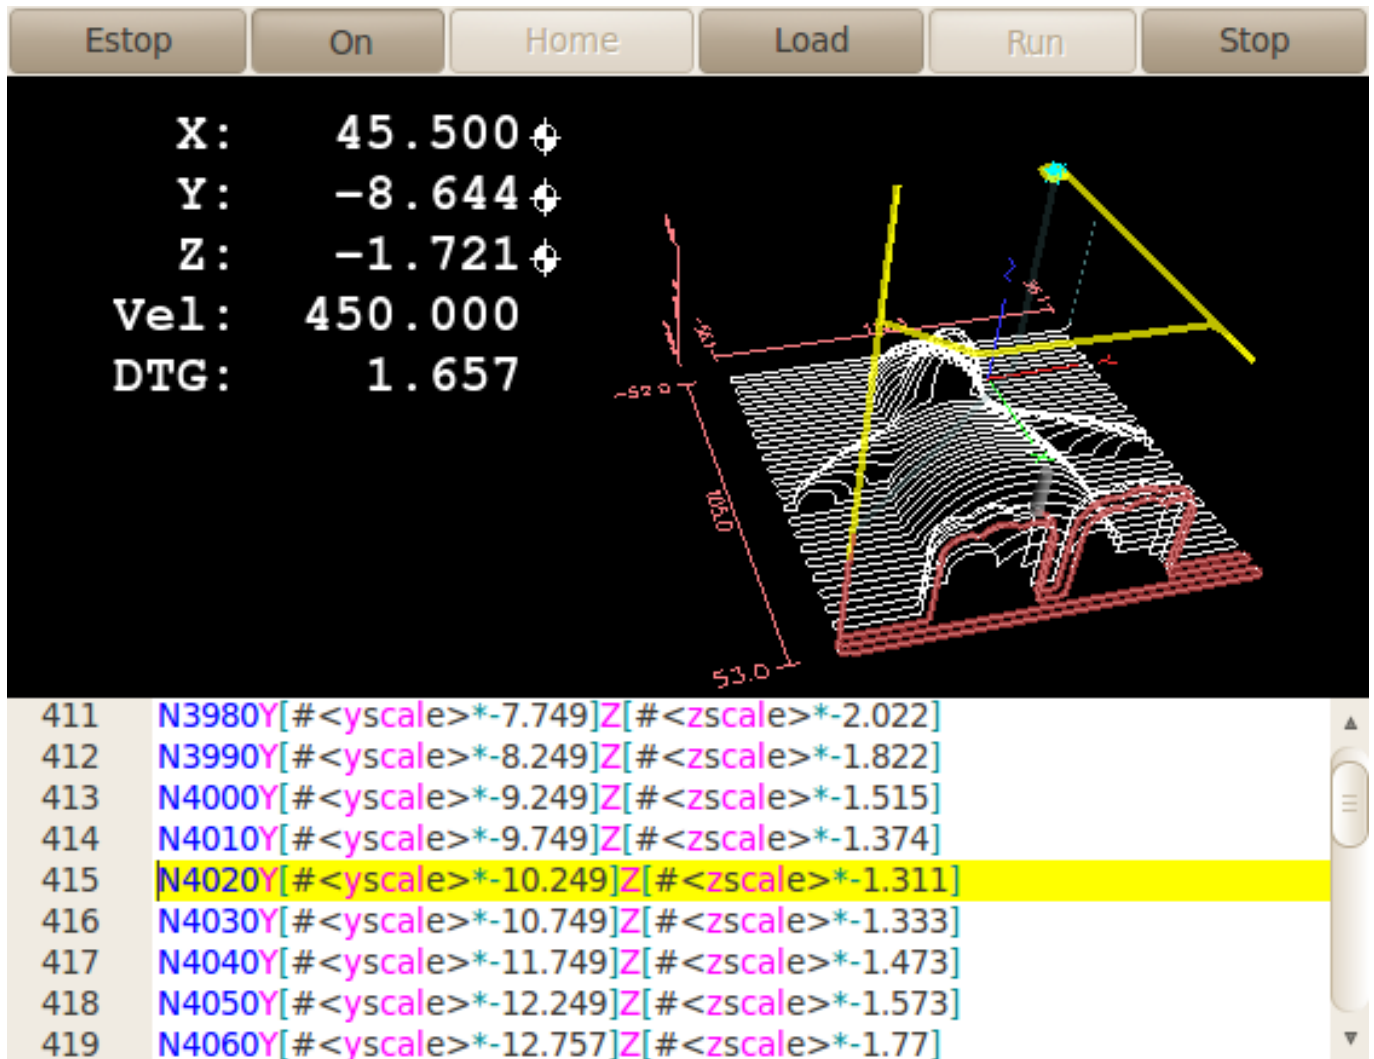 Estop On Home Load Run Stop
X: 45.500
Y: -8.644
Z: -1.721
Vel: 450.000
DTG: 1.657
-52.0
105.0
53.0
411 N3980Y[#<yscale>*-7.749]Z[#<zscale>*-2.022]
412 N3990Y[#<yscale>*-8.249]Z[#<zscale>*-1.822]
413 N4000Y[#<yscale>*-9.249]Z[#<zscale>*-1.515]
414 N4010Y[#<yscale>*-9.749]Z[#<zscale>*-1.374]
415 N4020Y[#<yscale>*-10.249]Z[#<zscale>*-1.311]
416 N4030Y[#<yscale>*-10.749]Z[#<zscale>*-1.333]
417 N4040Y[#<yscale>*-11.749]Z[#<zscale>*-1.473]
418 N4050Y[#<yscale>*-12.249]Z[#<zscale>*-1.573]
419 N4060Y[#<yscale>*-12.757]Z[#<zscale>*-1.77]